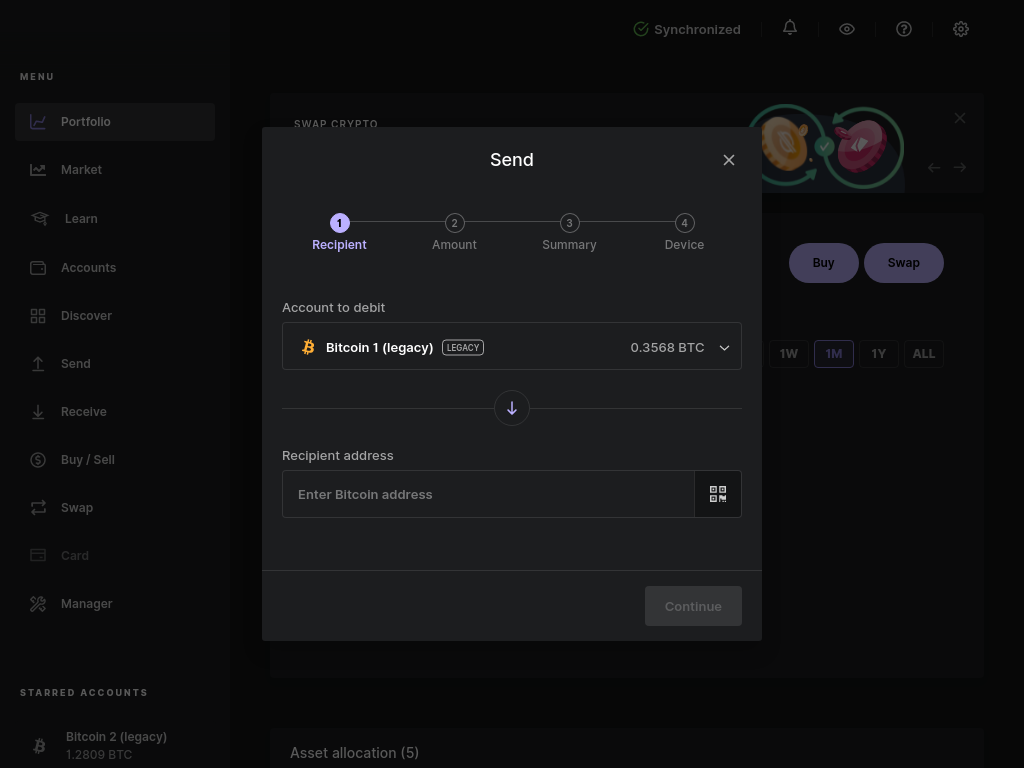 Synchronized
MENU
Portfolio
Market
Learn
Accounts
Discover
Send
Receive
Buy / Sell
Swap
Card
Manager
STARRED ACCOUNTS
Bitcoin 2 (legacy)
1.2809 BTC
SWAP CRYPTO
Buy
Swap
1W
1M
1Y
ALL
Asset allocation (5)
Send
1
2
3
4
Recipient
Amount
Summary
Device
Account to debit
Bitcoin 1 (legacy) LEGACY 0.3568 BTC
Recipient address
Enter Bitcoin address
Continue